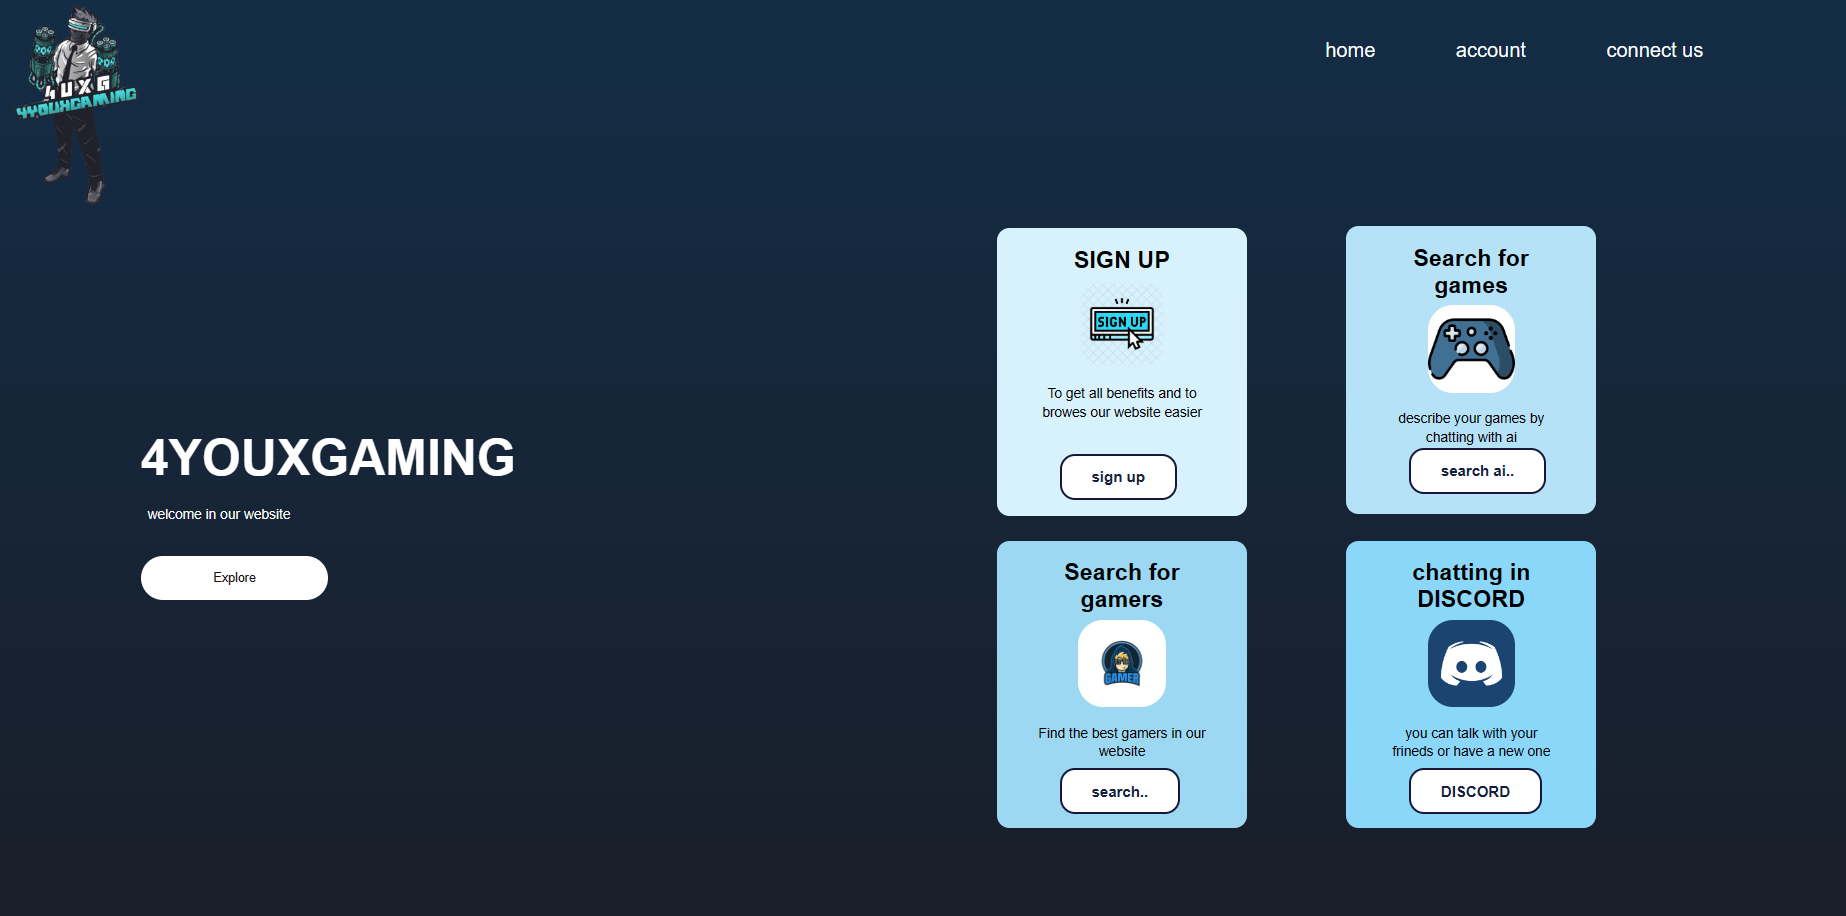 4UXG
4YOUXGAMING
home account connect us
SIGN UP
SIGN UP
To get all benefits and to
browes our website easier
sign up
Search for
games
describe your games by
chatting with ai
search ai..
4YOUXGAMING
welcome in our website
Explore
Search for
gamers
GAMER
Find the best gamers in our
website
search..
chatting in
DISCORD
you can talk with your
frineds or have a new one
DISCORD